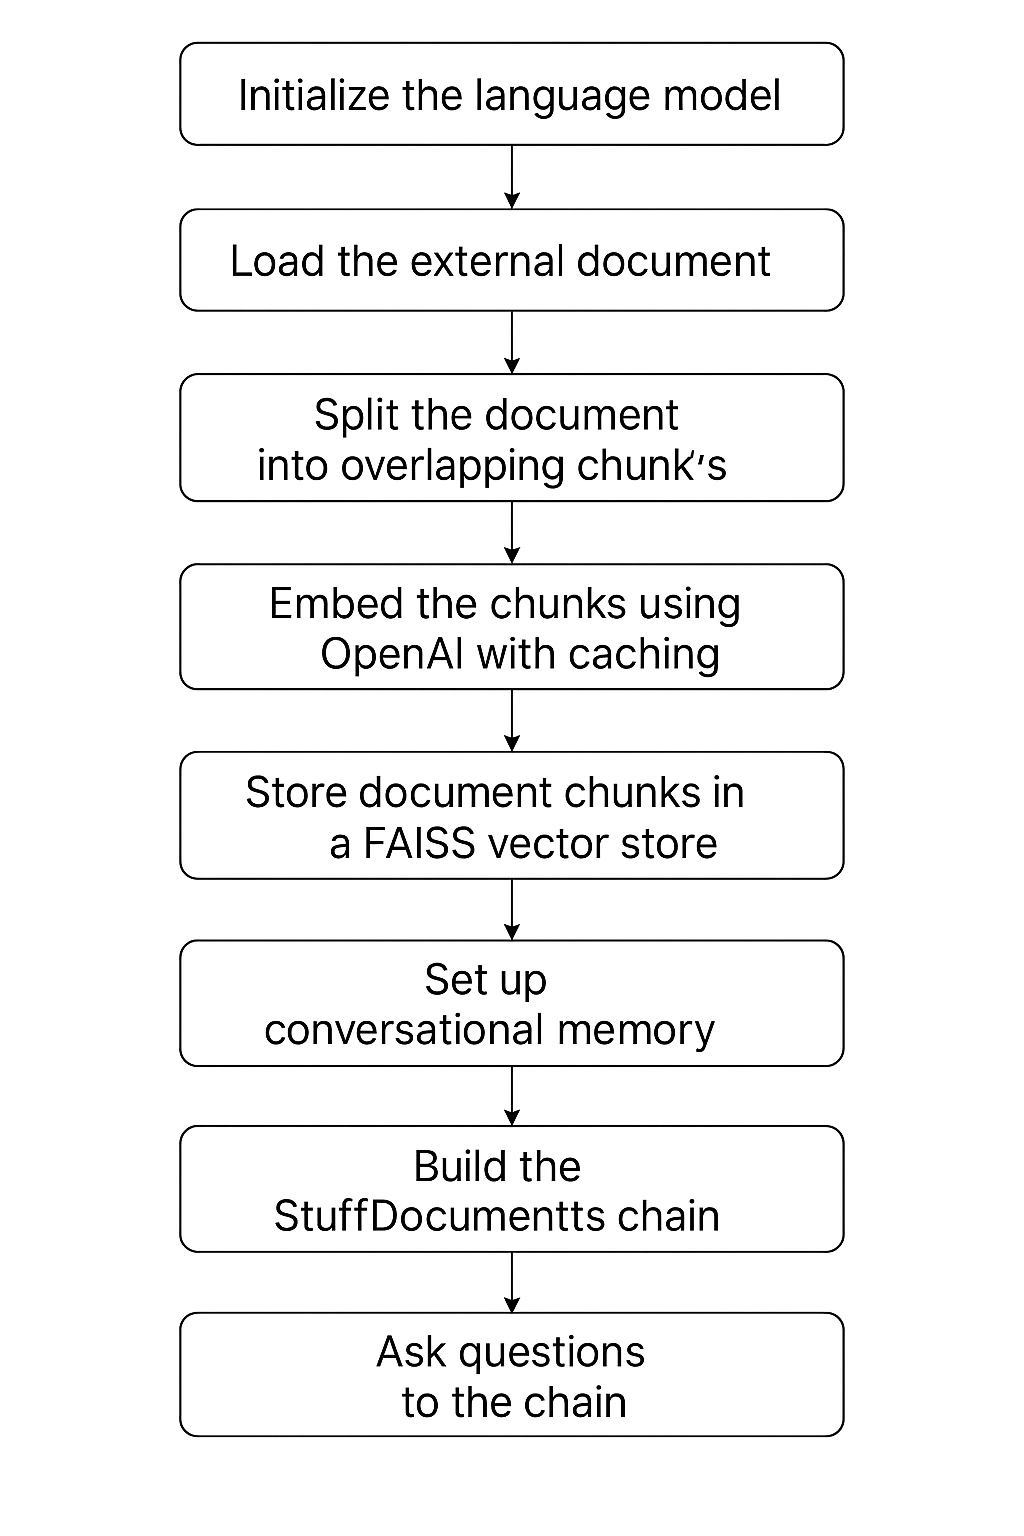 Initialize the language model
Load the external document
Split the document
into overlapping chunk's
Embed the chunks using
OpenAI with caching
Store document chunks in
a FAISS vector store
Set up
conversational memory
Build the
StuffDocumentts chain
Ask questions
to the chain